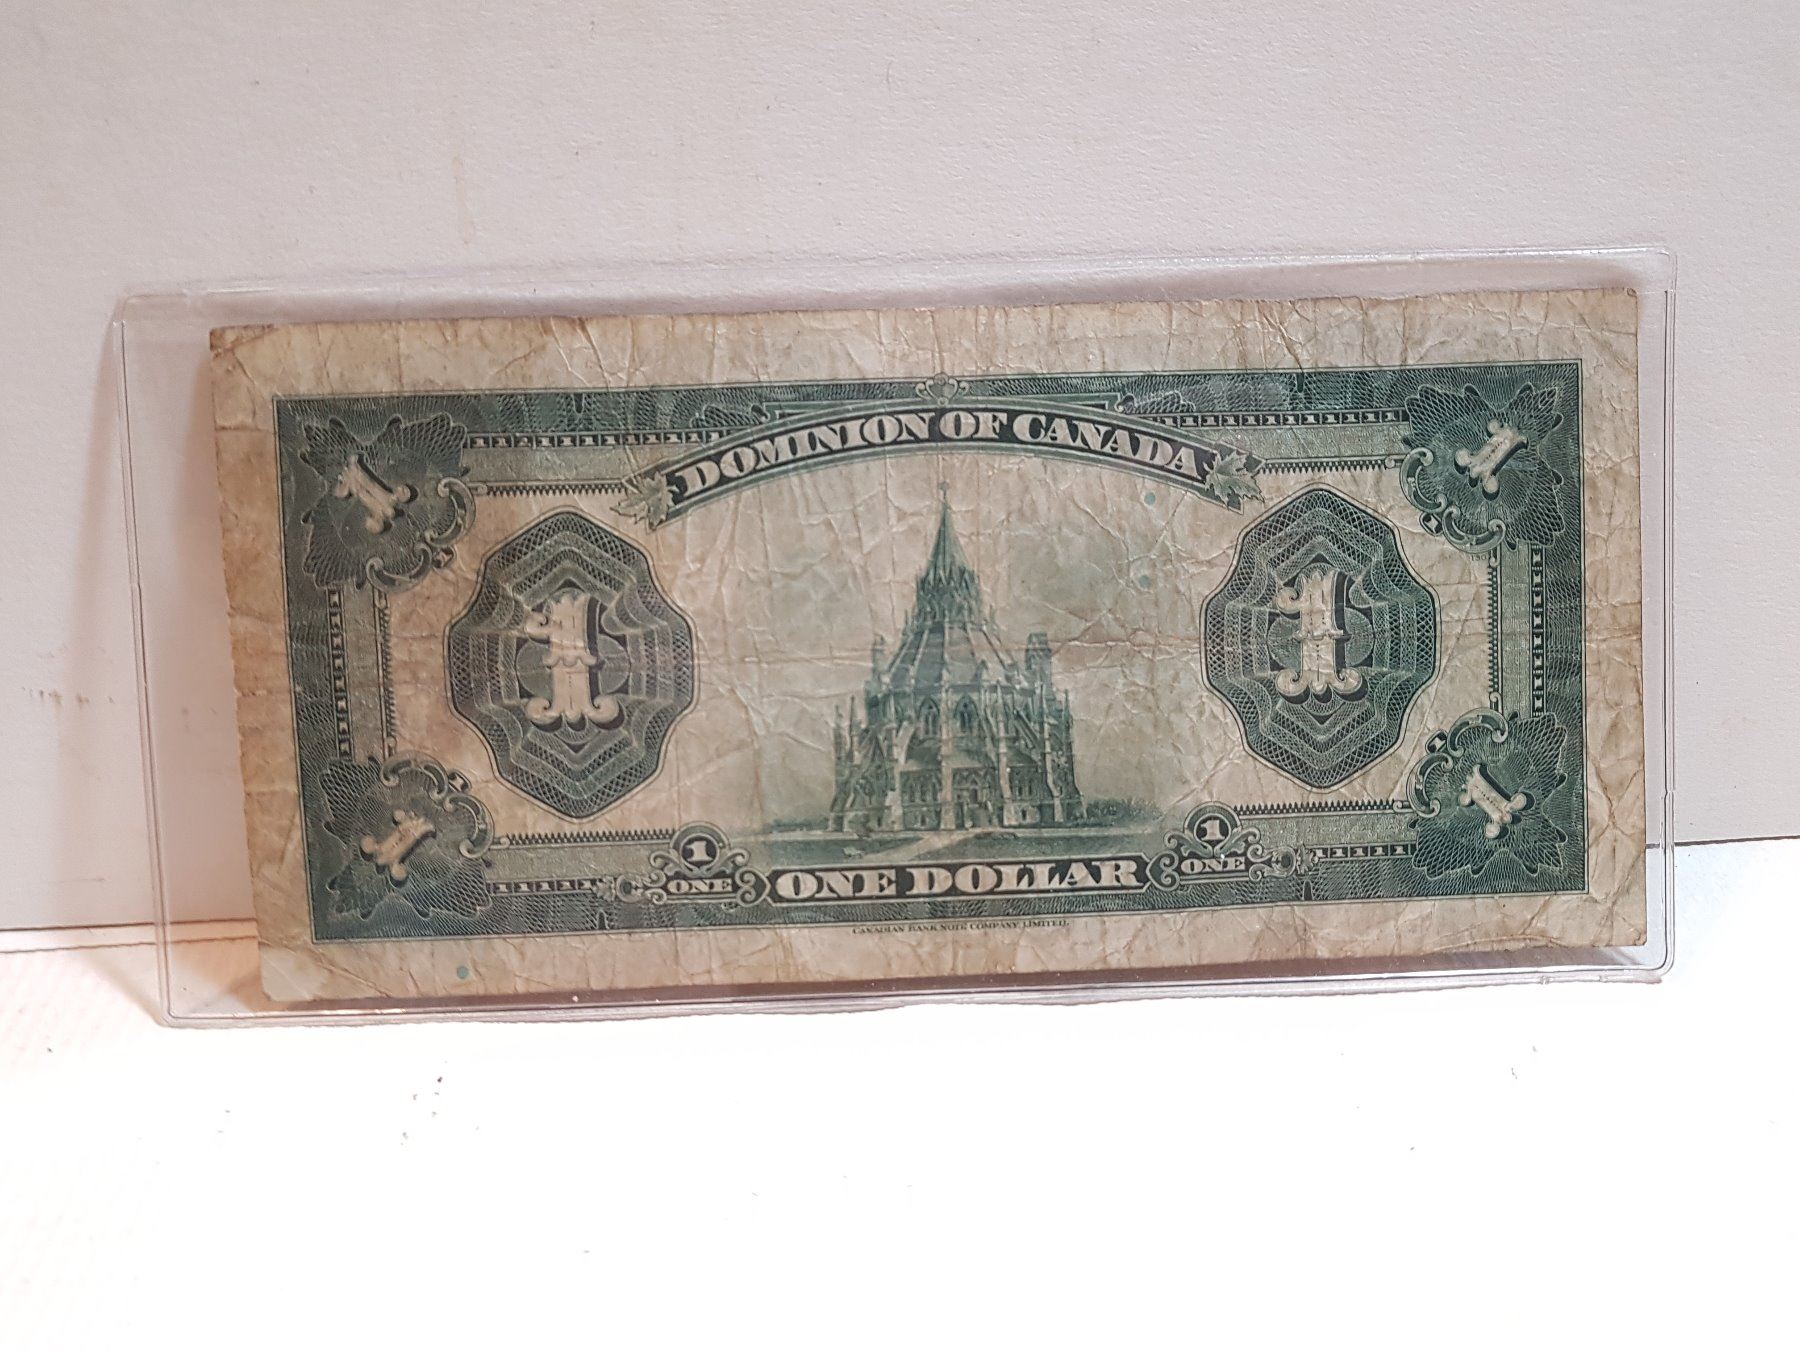 DOMINION OF CANADA
1 1
1 1
1 1
1 1
ONE ONE DOLLAR ONE
CANADIAN BANK NOTE COMPANY, LIMITED.